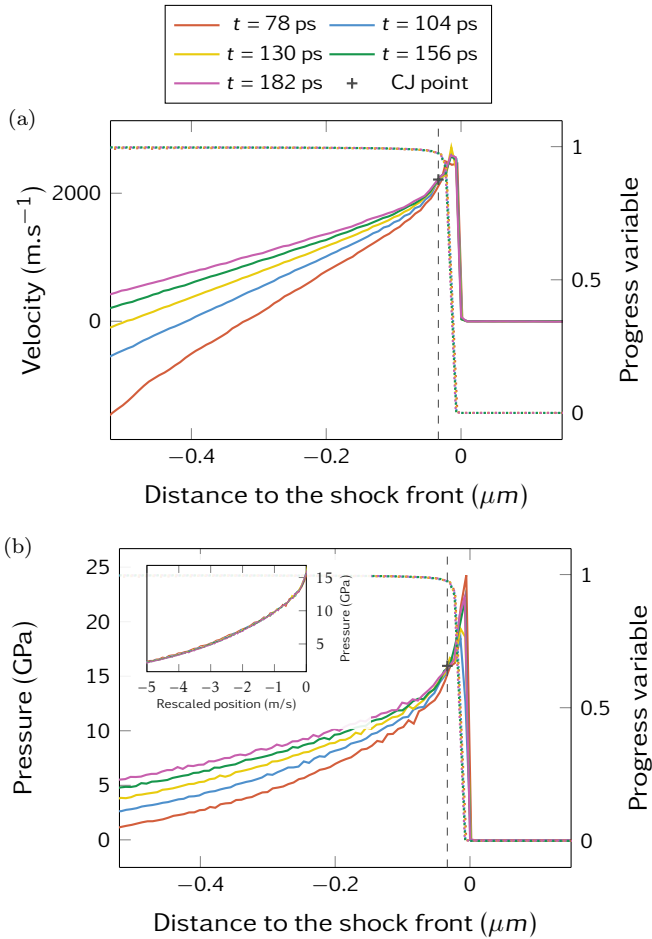 t = 78 ps t = 104 ps
t = 130 ps t = 156 ps
t = 182 ps + CJ point
(a)
Velocity (m.s⁻¹)
2000
0
1
0.5
0
Progress variable
−0.4 −0.2 0
Distance to the shock front (μm)
(b)
Pressure (GPa)
25
20
15
10
5
0
15
10
5
Pressure (GPa)
−5 −4 −3 −2 −1 0
Rescaled position (m/s)
1
0.5
0
Progress variable
−0.4 −0.2 0
Distance to the shock front (μm)